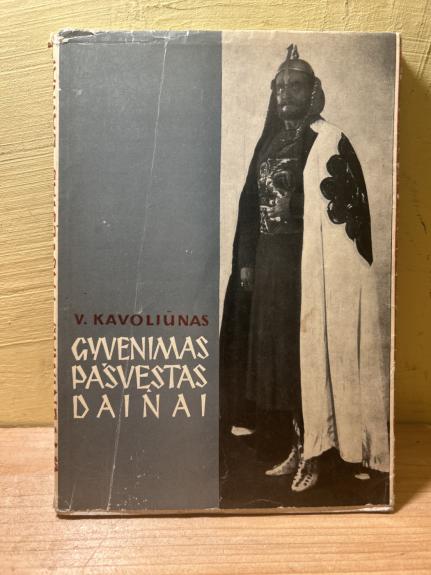 V. KAVOLIŪNAS
GYVENIMAS
PAŠVĘSTAS
DAINAI